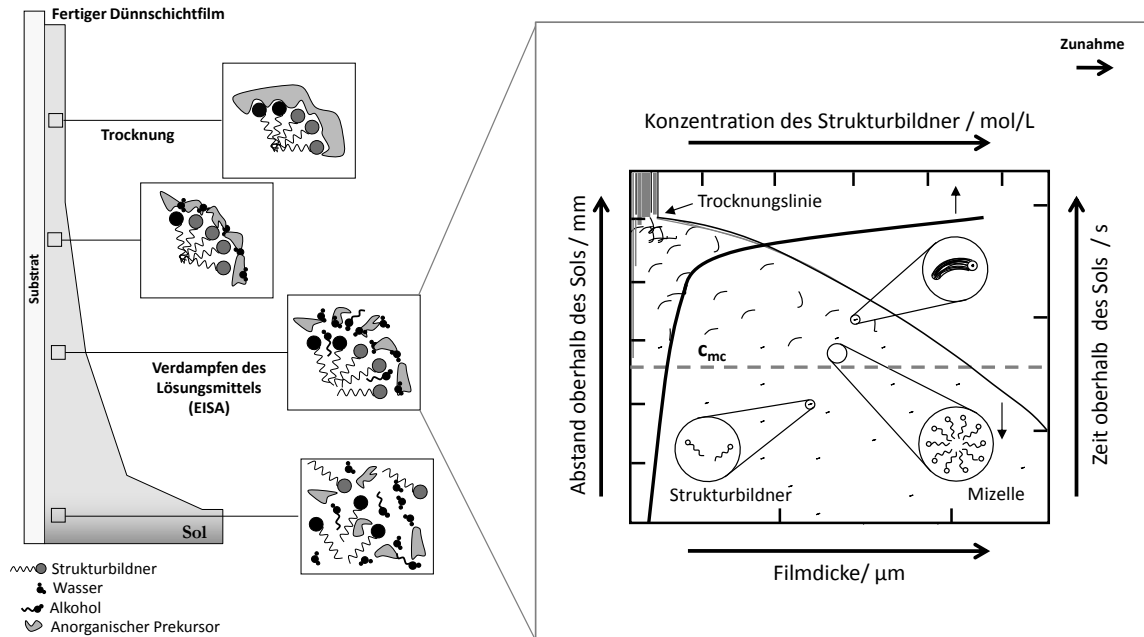 Fertiger Dünnschichtfilm
Substrat
Trocknung
Verdampfen des
Lösungsmittels
(EISA)
Sol
Strukturbildner
Wasser
Alkohol
Anorganischer Prekursor
Zunahme
Konzentration des Strukturbildner / mol/L
Abstand oberhalb des Sols / mm
Trocknungslinie
cmc
Strukturbildner
Mizelle
Zeit oberhalb des Sols / s
Filmdicke/ µm